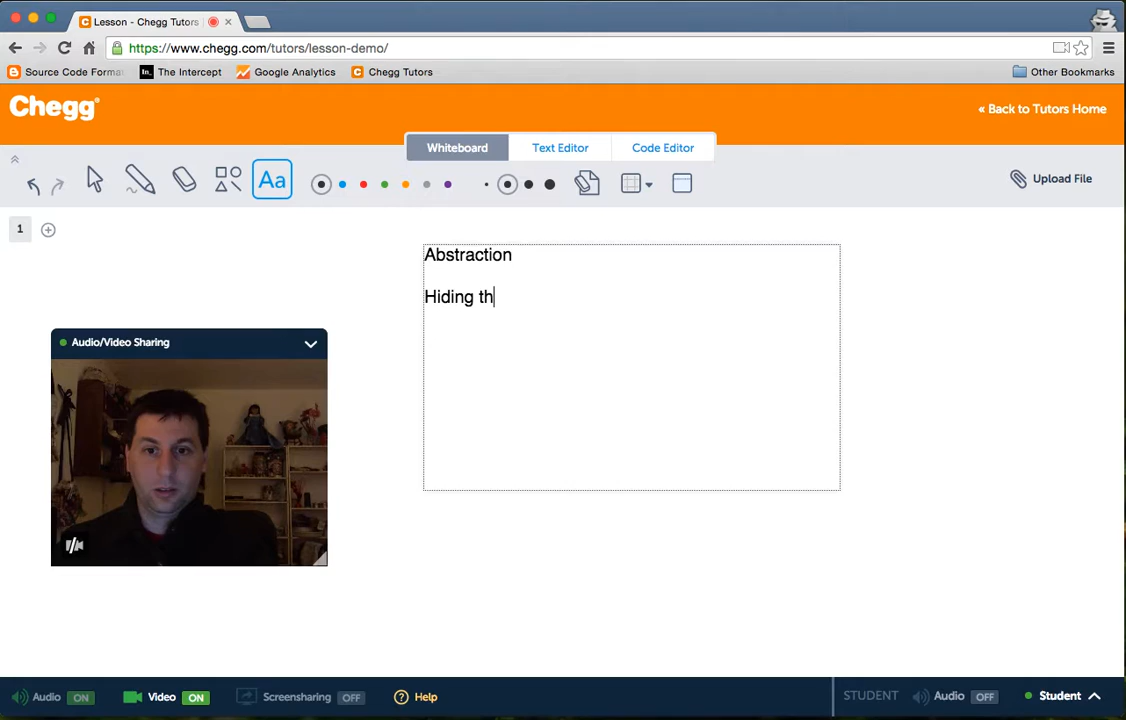 Lesson - Chegg Tutors
https://www.chegg.com/tutors/lesson-demo/
Source Code Forma
In_ The Intercept
Google Analytics
Chegg Tutors
Other Bookmarks
Chegg®
« Back to Tutors Home
Whiteboard
Text Editor
Code Editor
Aa
Upload File
1
Abstraction
Hiding th
Audio/Video Sharing
Audio ON
Video ON
Screensharing OFF
? Help
STUDENT
Audio OFF
Student